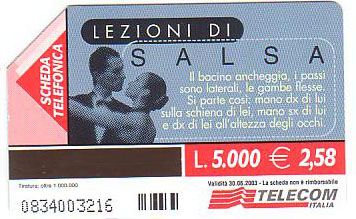 LEZIONI DI
SALSA
SCHEDA
TELEFONICA
Il bacino ancheggia, i passi
sono laterali, le gambe flesse.
Si parte così: mano dx di lui
sulla schiena di lei, mano sx di lui
e dx di lei all'altezza degli occhi.
L. 5.000 € 2,58
Tiratura: oltre 1.000.000
0834003216
Validità 30.06.2003 - La scheda non è rimborsabile
TELECOM
ITALIA